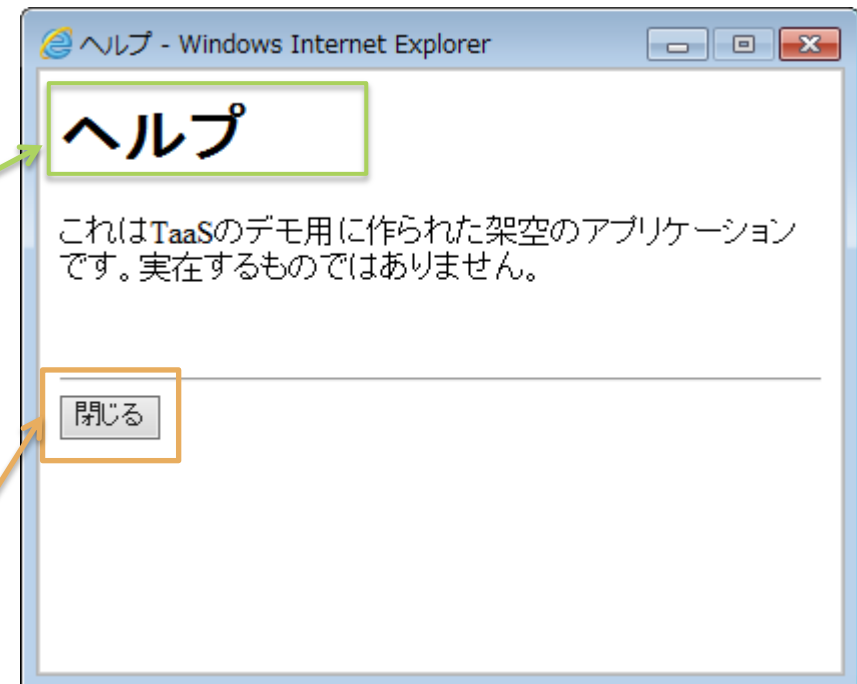 ヘルプ - Windows Internet Explorer
ヘルプ
これはTaaSのデモ用に作られた架空のアプリケーション
です。実在するものではありません。
閉じる